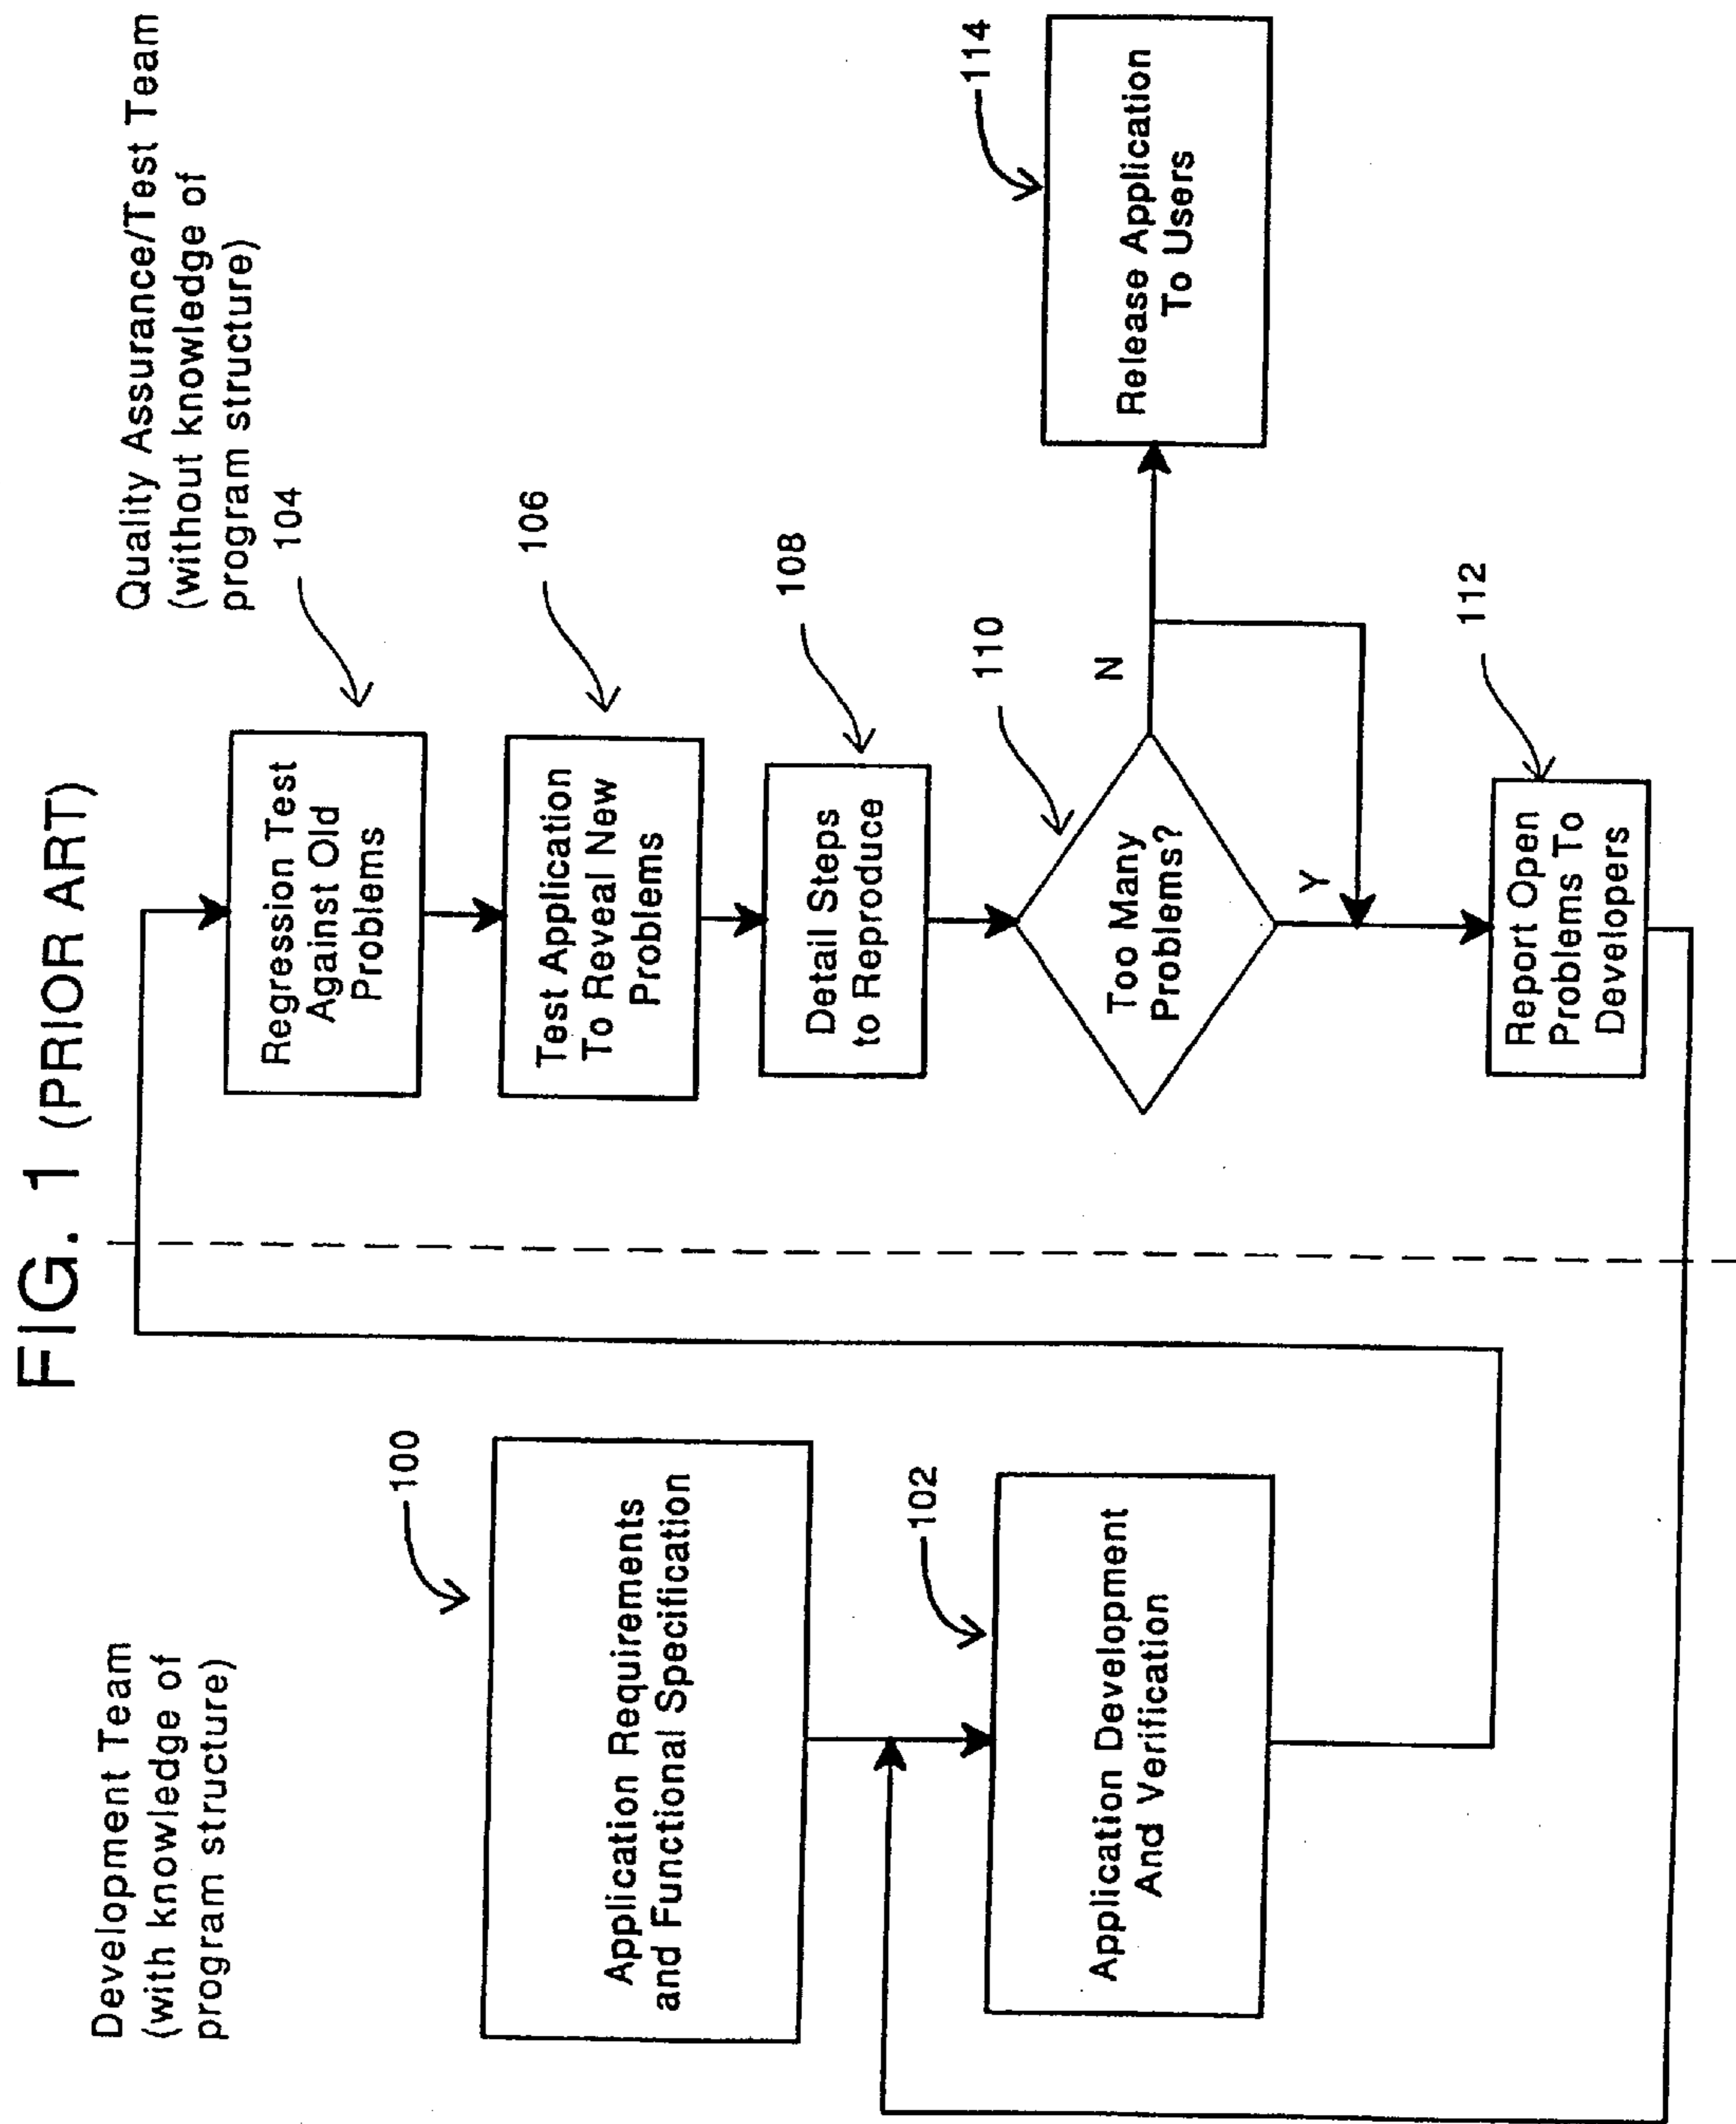 FIG. 1 (PRIOR ART)
Development Team
(with knowledge of
program structure)
100
Application Requirements
and Functional Specification
102
Application Development
And Verification
Quality Assurance/Test Team
(without knowledge of
program structure)
104
Regression Test
Against Old
Problems
106
Test Application
To Reveal New
Problems
108
Detail Steps
to Reproduce
110
Too Many
Problems?
N
Y
114
Release Application
To Users
112
Report Open
Problems To
Developers